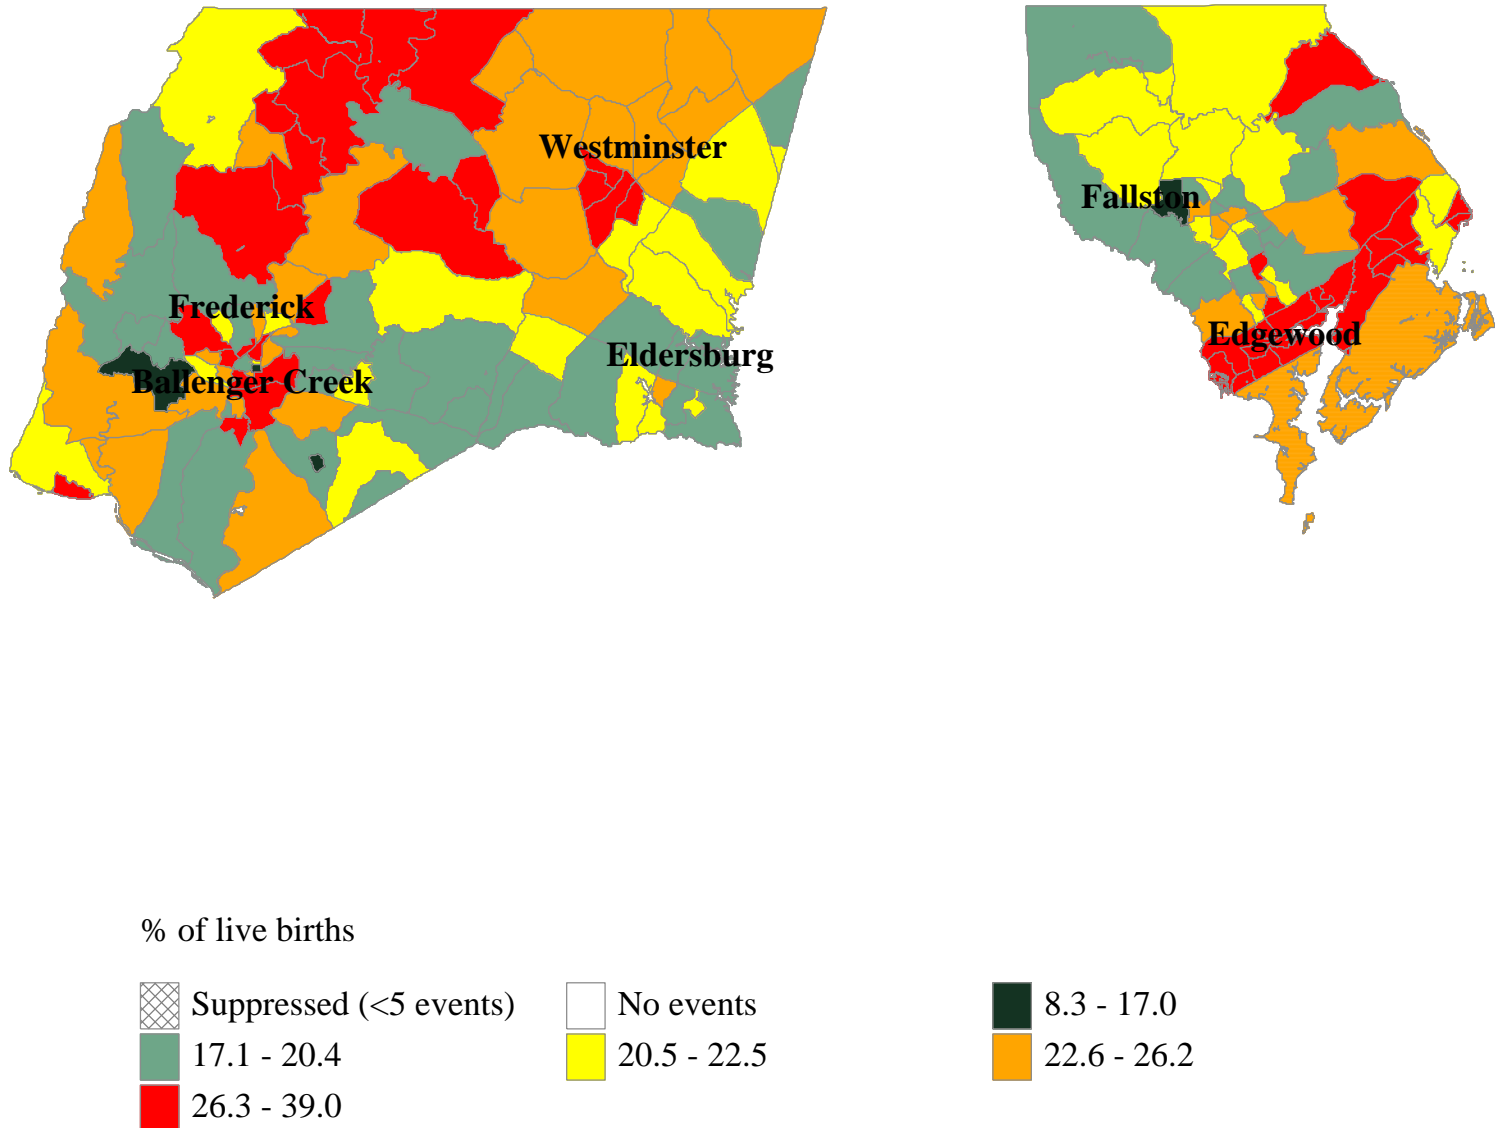 Westminster
Fallston
Frederick
Edgewood
Eldersburg
Ballenger Creek
% of live births
Suppressed (<5 events) No events 8.3 - 17.0
17.1 - 20.4 20.5 - 22.5 22.6 - 26.2
26.3 - 39.0